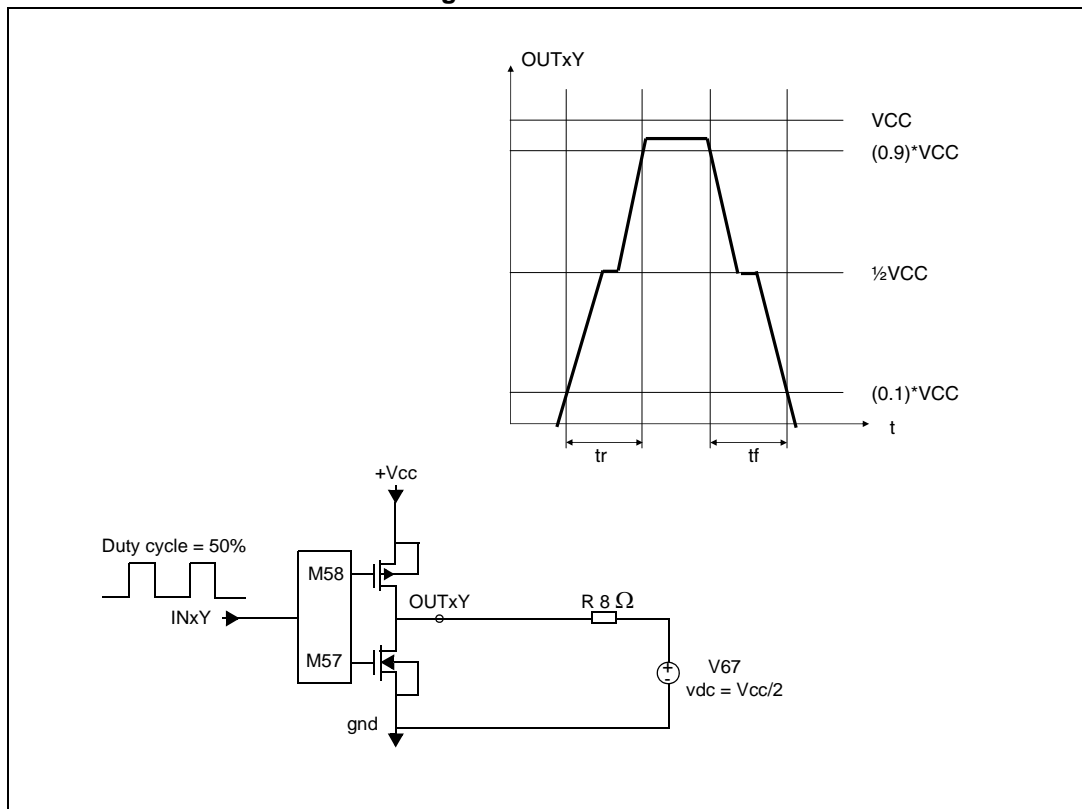 OUTxY
VCC
(0.9)*VCC
½VCC
(0.1)*VCC
t
tr
tf
+Vcc
Duty cycle = 50%
M58
OUTxY
R 8 Ω
INxY
M57
V67
+
-
vdc = Vcc/2
gnd